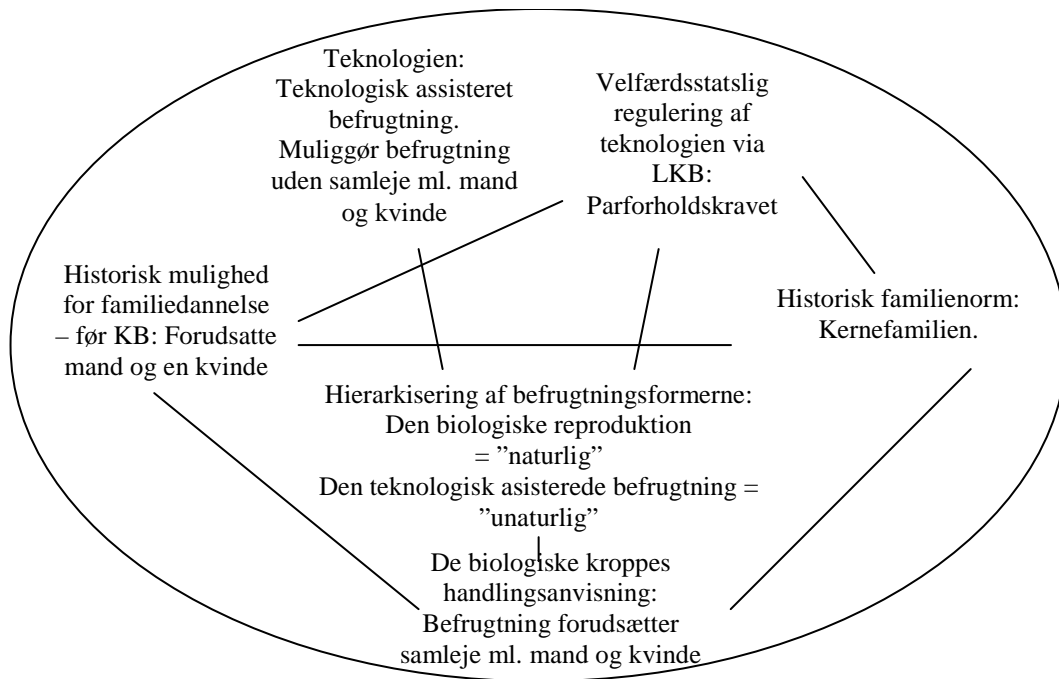 Teknologien:
Teknologisk assisteret
befrugtning.
Muliggør befrugtning
uden samleje ml. mand
og kvinde
Velfærdsstatslig
regulering af
teknologien via
LKB:
Parforholdskravet
Historisk mulighed
for familiedannelse
– før KB: Forudsatte
mand og en kvinde
Historisk familienorm:
Kernefamilien.
Hierarkisering af befrugtningsformerne:
Den biologiske reproduktion
= ”naturlig”
Den teknologisk asisterede befrugtning =
”unaturlig”
De biologiske kroppes
handlingsanvisning:
Befrugtning forudsætter
samleje ml. mand og kvinde